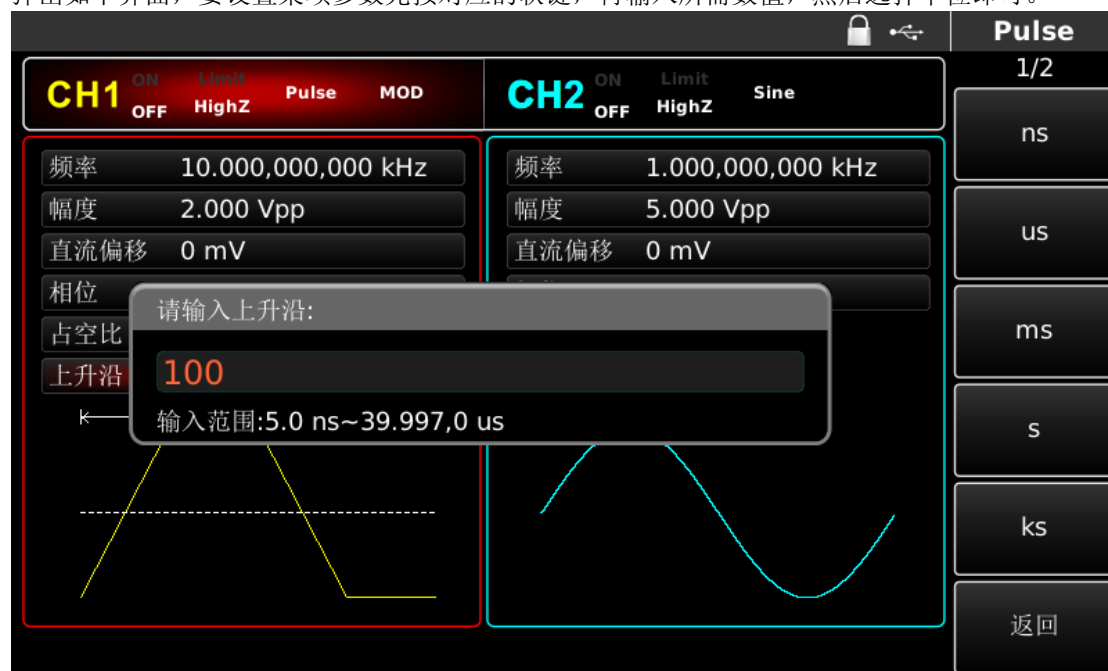 Pulse
1/2
CH1 ON OFF Limit HighZ Pulse MOD
CH2 ON OFF Limit HighZ Sine
频率 10.000,000,000 kHz
幅度 2.000 Vpp
直流偏移 0 mV
相位
占空比
上升沿
频率 1.000,000,000 kHz
幅度 5.000 Vpp
直流偏移 0 mV
请输入上升沿:
100
输入范围:5.0 ns~39.997,0 us
ns
us
ms
s
ks
返回